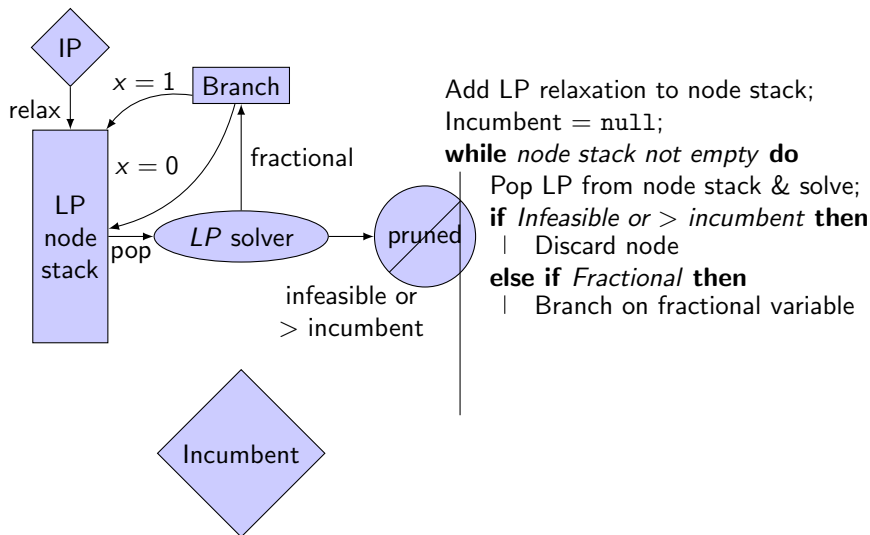 IP
relax
x = 1
Branch
x = 0
fractional
LP
node
stack
pop
LP solver
pruned
infeasible or
> incumbent
Incumbent
Add LP relaxation to node stack;
Incumbent = null;
while node stack not empty do
Pop LP from node stack & solve;
if Infeasible or > incumbent then
Discard node
else if Fractional then
Branch on fractional variable